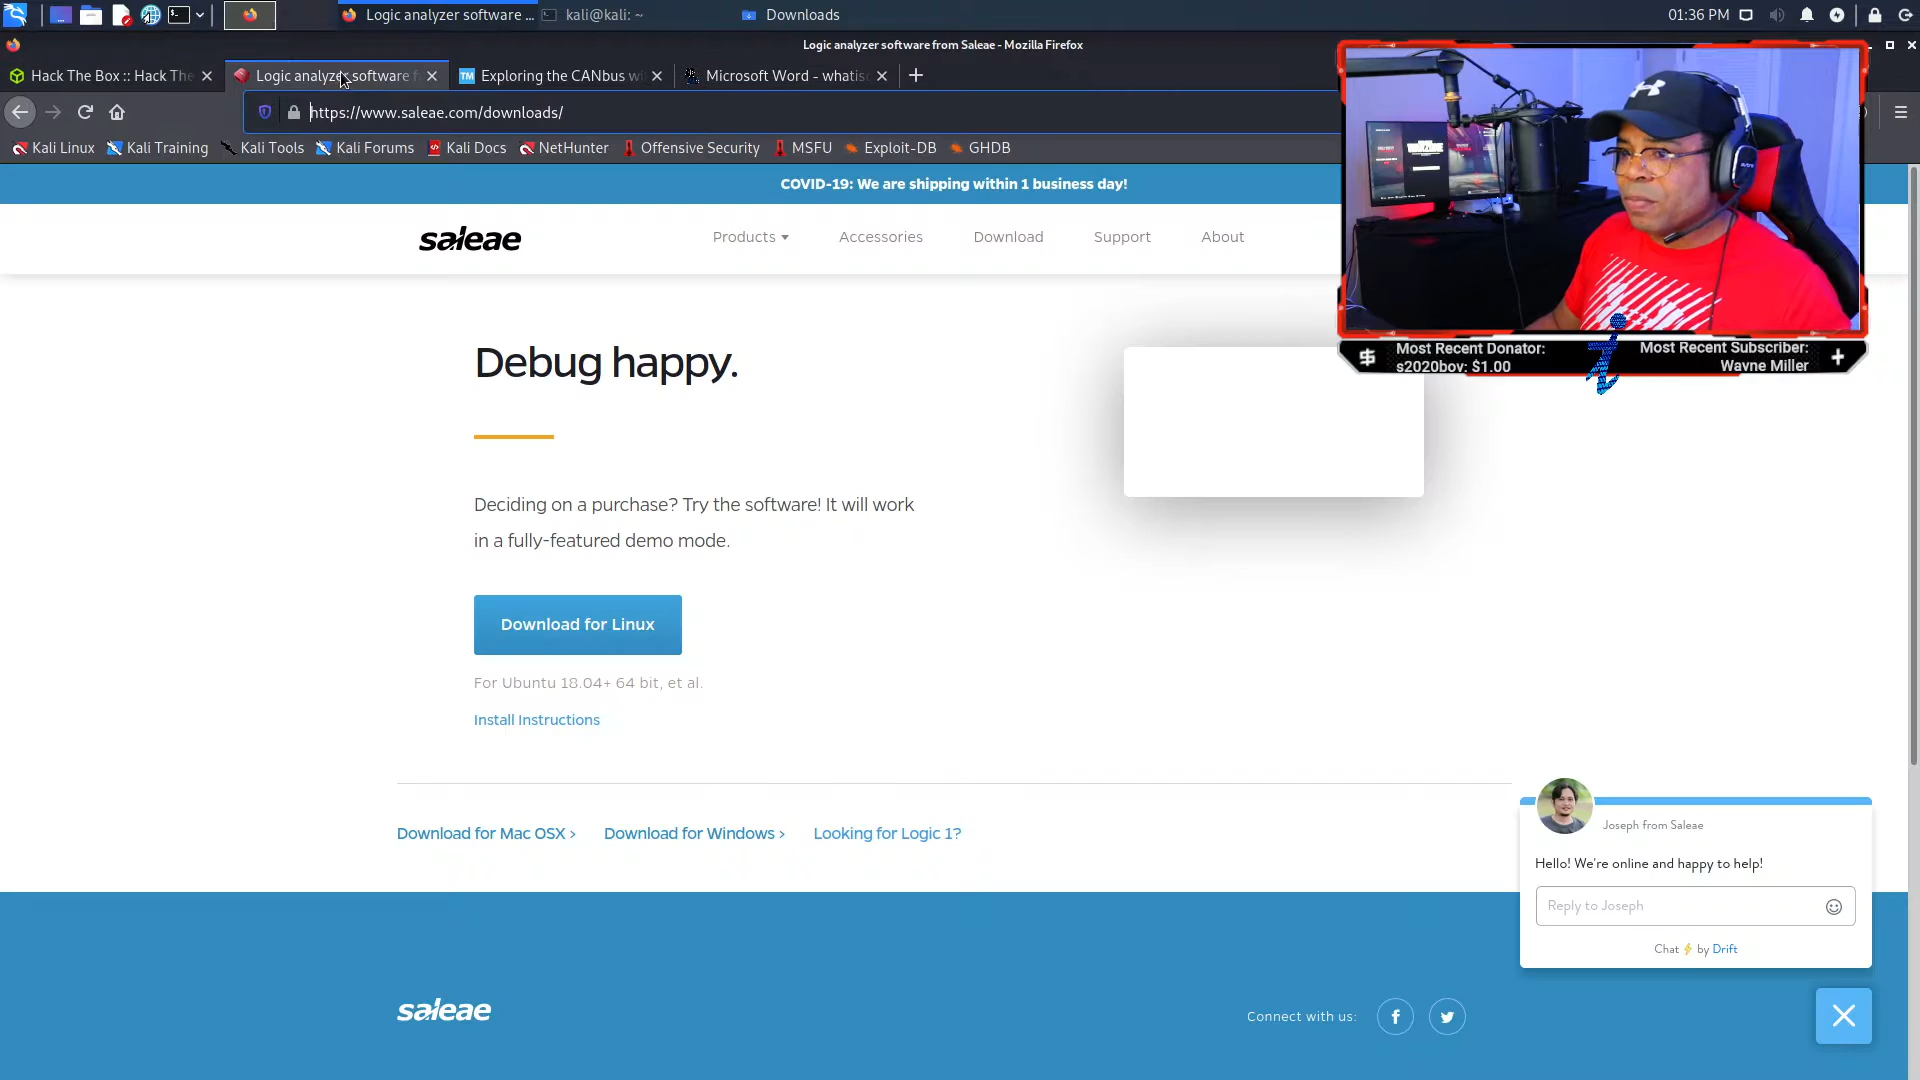 Logic analyzer software ...
kali@kali: ~
Downloads
01:36 PM
Logic analyzer software from Saleae - Mozilla Firefox
Hack The Box :: Hack The
Logic analyzer software f
Exploring the CANbus wi
Microsoft Word - whatis
https://www.saleae.com/downloads/
Kali Linux
Kali Training
Kali Tools
Kali Forums
Kali Docs
NetHunter
Offensive Security
MSFU
Exploit-DB
GHDB
COVID-19: We are shipping within 1 business day!
saleae
Products
Accessories
Download
Support
About
Most Recent Donator:
s2020boy: $1.00
Most Recent Subscriber:
Wayne Miller
Debug happy.
Deciding on a purchase? Try the software! It will work
in a fully-featured demo mode.
Download for Linux
For Ubuntu 18.04+ 64 bit, et al.
Install Instructions
Download for Mac OSX >
Download for Windows >
Looking for Logic 1?
Joseph from Saleae
Hello! We're online and happy to help!
Reply to Joseph
Chat ⚡ by Drift
saleae
Connect with us: